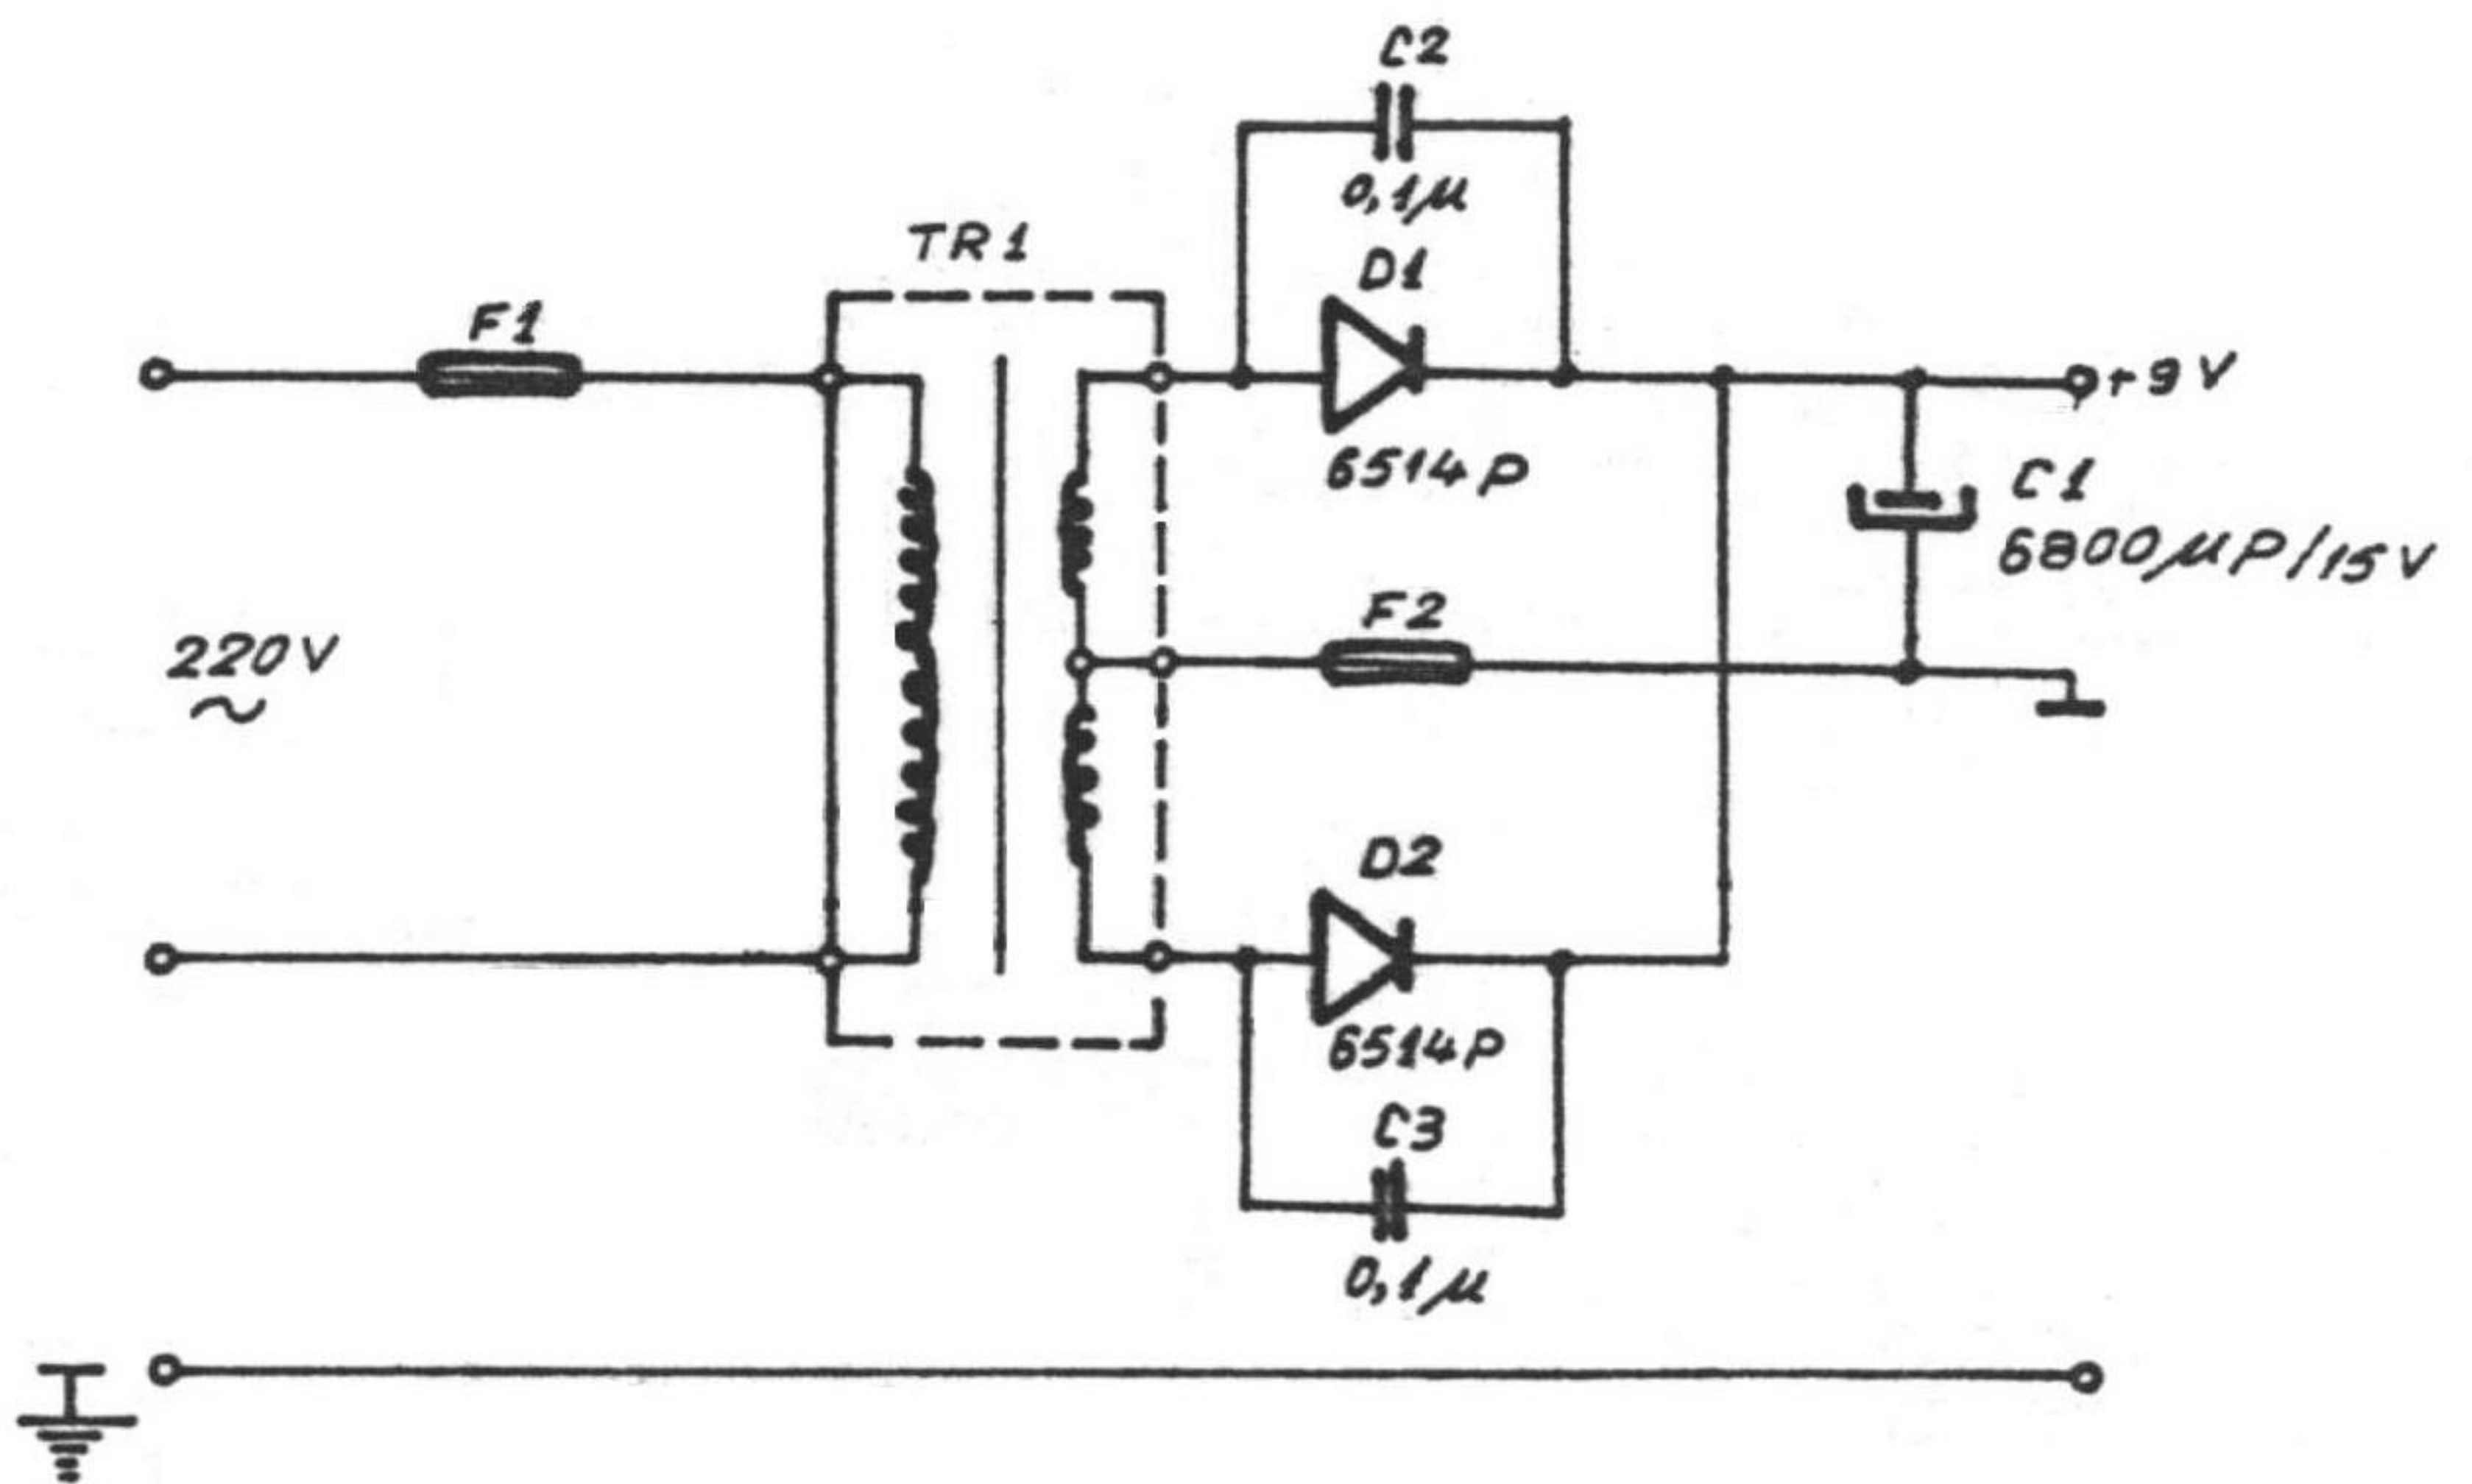 C2
0,1µ
TR1
D1
F1
+9V
6514P
C1
6800µP/15V
F2
220V
~
D2
6514P
C3
0,1µ